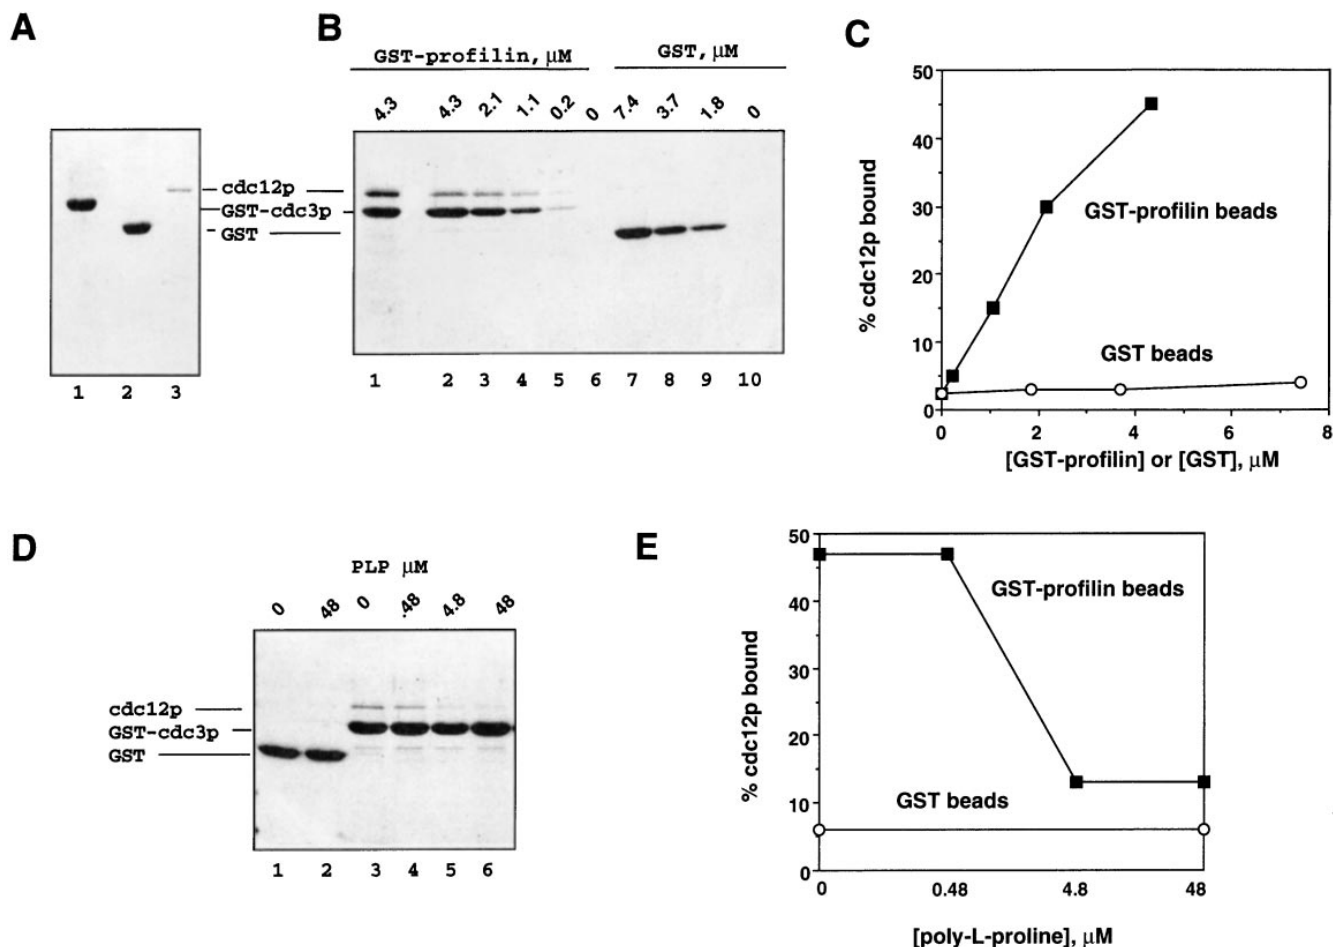 A
cdc12p
GST-cdc3p
GST
1 2 3
B
GST-profilin, μM GST, μM
4.3 4.3 2.1 1.1 0.2 0 7.4 3.7 1.8 0
1 2 3 4 5 6 7 8 9 10
C
50
40
30
20
10
0
% cdc12p bound
GST-profilin beads
GST beads
0 2 4 6 8
[GST-profilin] or [GST], μM
D
PLP μM
0 48 0 .48 4.8 48
cdc12p
GST-cdc3p
GST
1 2 3 4 5 6
E
50
40
30
20
10
0
% cdc12p bound
GST-profilin beads
GST beads
0 0.48 4.8 48
[poly-L-proline], μM